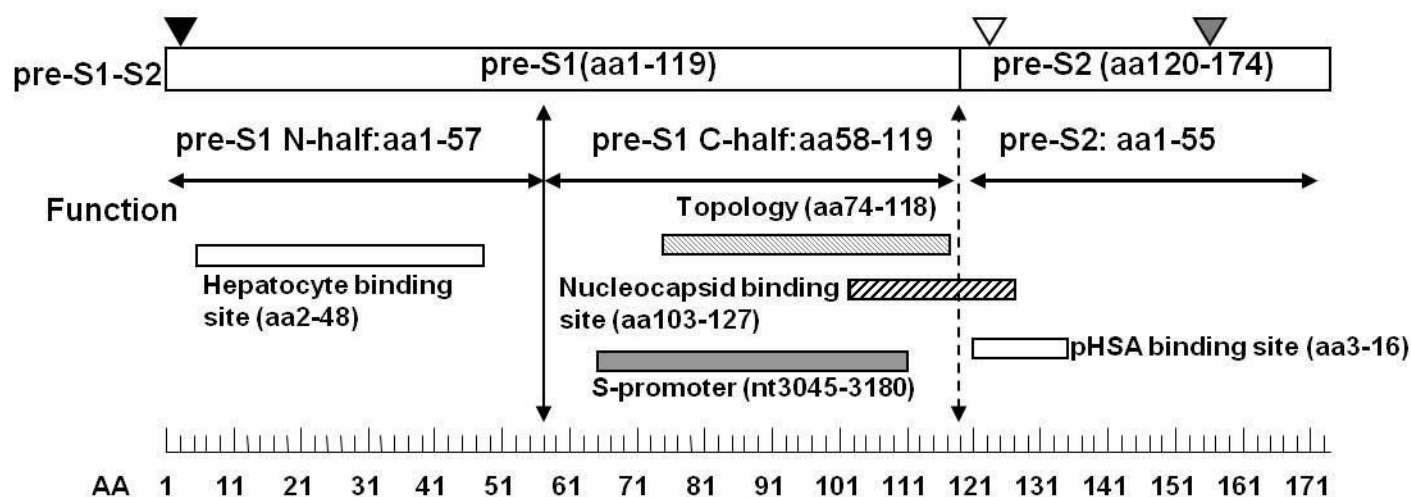 pre-S1-S2
pre-S1(aa1-119)
pre-S2 (aa120-174)
pre-S1 N-half:aa1-57
pre-S1 C-half:aa58-119
pre-S2: aa1-55
Function
Topology (aa74-118)
Hepatocyte binding
site (aa2-48)
Nucleocapsid binding
site (aa103-127)
pHSA binding site (aa3-16)
S-promoter (nt3045-3180)
AA 1 11 21 31 41 51 61 71 81 91 101 111 121 131 141 151 161 171